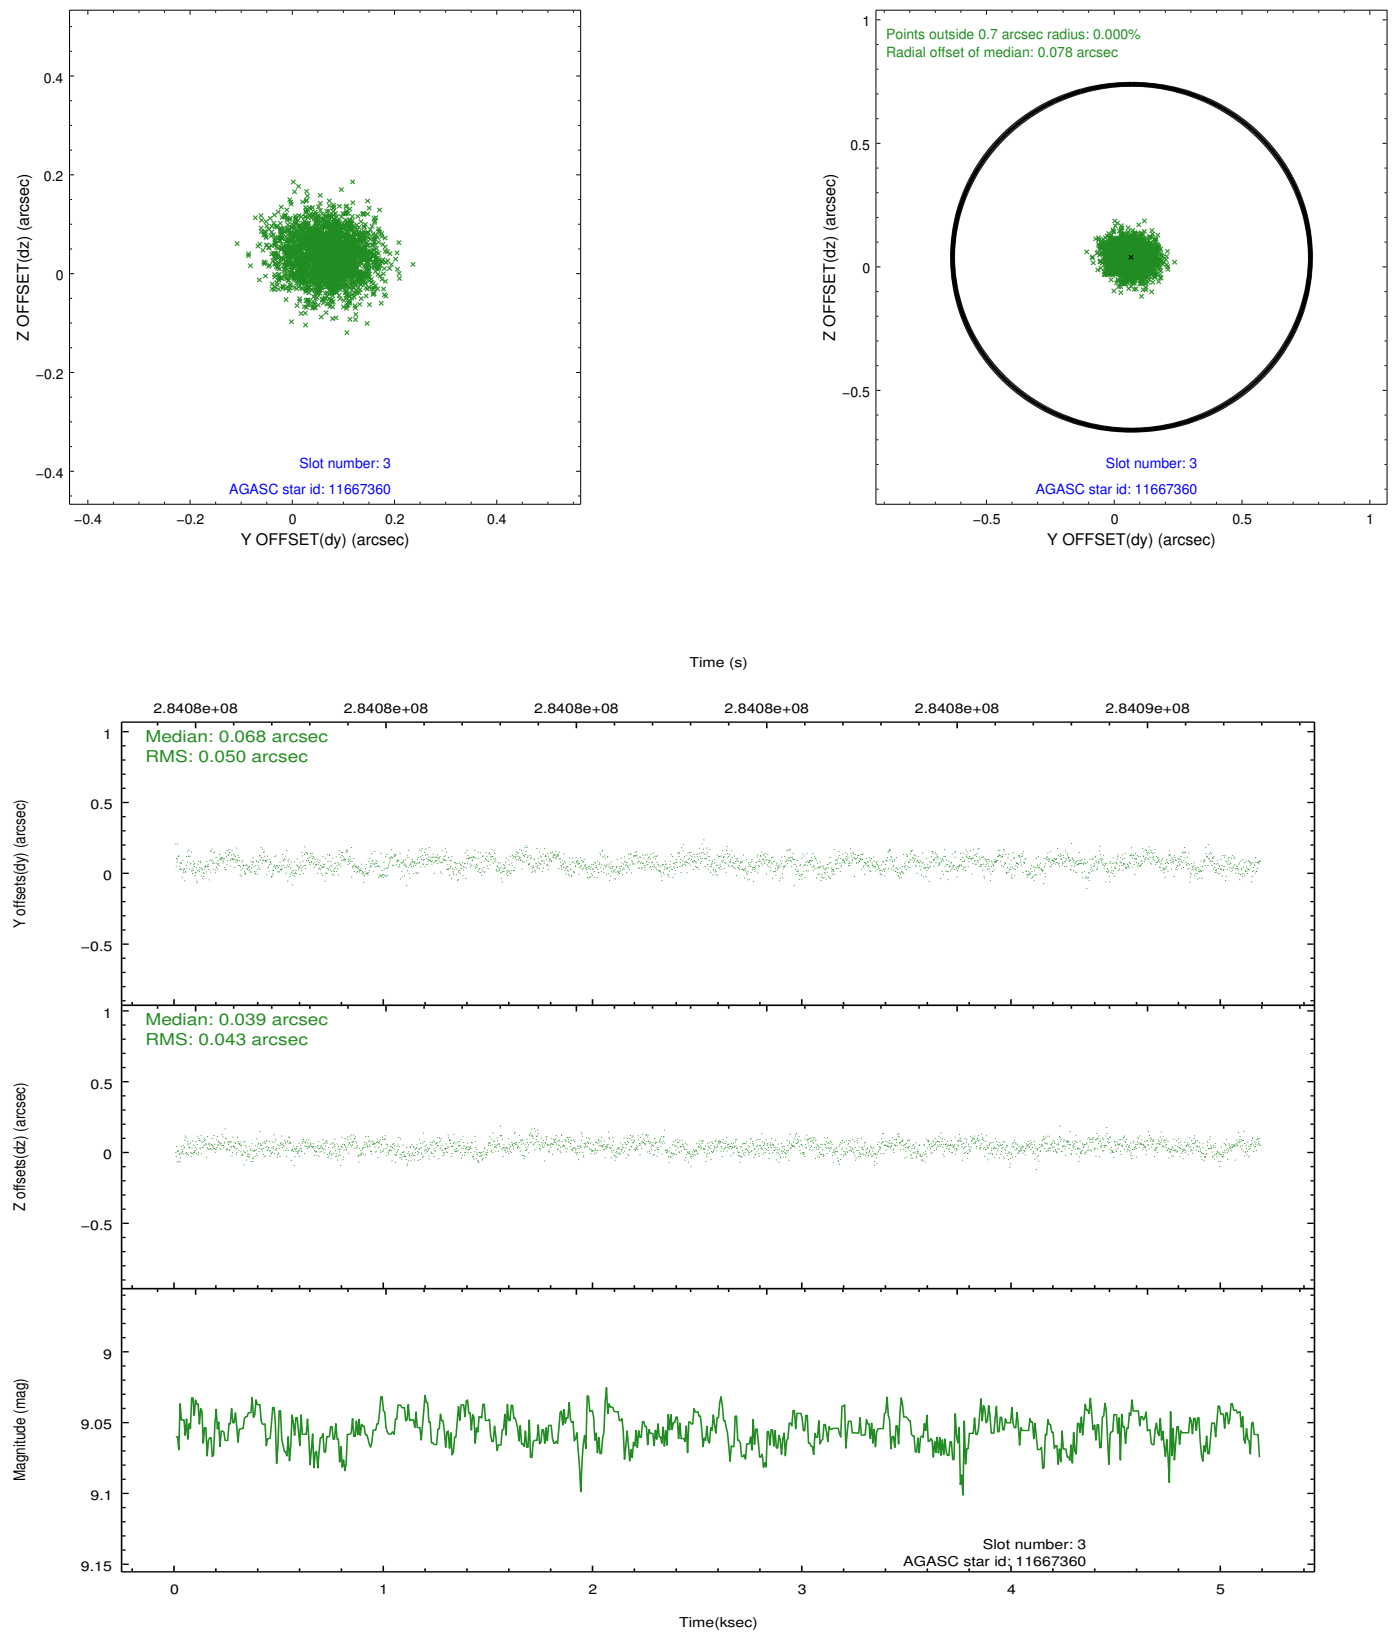 0.4
0.2
0
−0.2
−0.4
Z OFFSET(dz) (arcsec)
Slot number: 3
AGASC star id: 11667360
−0.4
−0.2
0
0.2
0.4
Y OFFSET(dy) (arcsec)
Points outside 0.7 arcsec radius: 0.000%
Radial offset of median: 0.078 arcsec
1
0.5
0
−0.5
Z OFFSET(dz) (arcsec)
Slot number: 3
AGASC star id: 11667360
−0.5
0
0.5
1
Y OFFSET(dy) (arcsec)
Time (s)
2.8408e+08
2.8408e+08
2.8408e+08
2.8408e+08
2.8408e+08
2.8409e+08
Median: 0.068 arcsec
RMS: 0.050 arcsec
1
0.5
0
−0.5
Y offsets(dy) (arcsec)
Median: 0.039 arcsec
RMS: 0.043 arcsec
1
0.5
0
−0.5
Z offsets(dz) (arcsec)
9
9.05
9.1
9.15
Magnitude (mag)
Slot number: 3
AGASC star id: 11667360
0
1
2
3
4
5
Time(ksec)